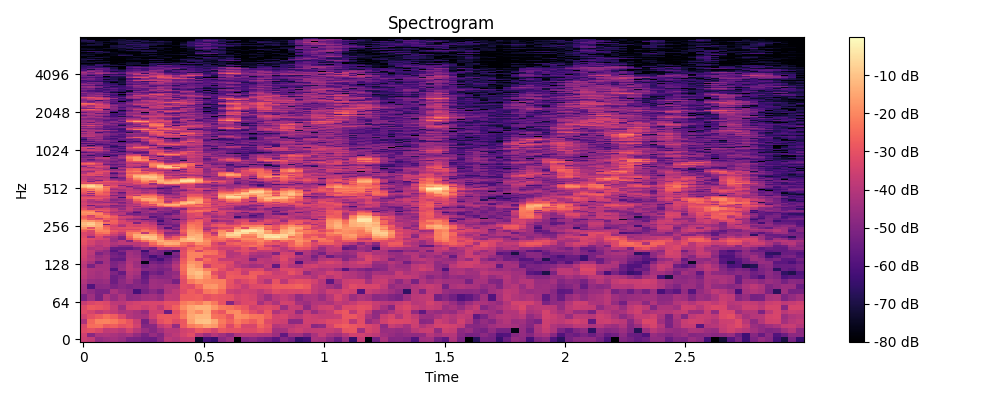 Spectrogram
Hz
4096
2048
1024
512
256
128
64
0
0
0.5
1
1.5
2
2.5
Time
-10 dB
-20 dB
-30 dB
-40 dB
-50 dB
-60 dB
-70 dB
-80 dB